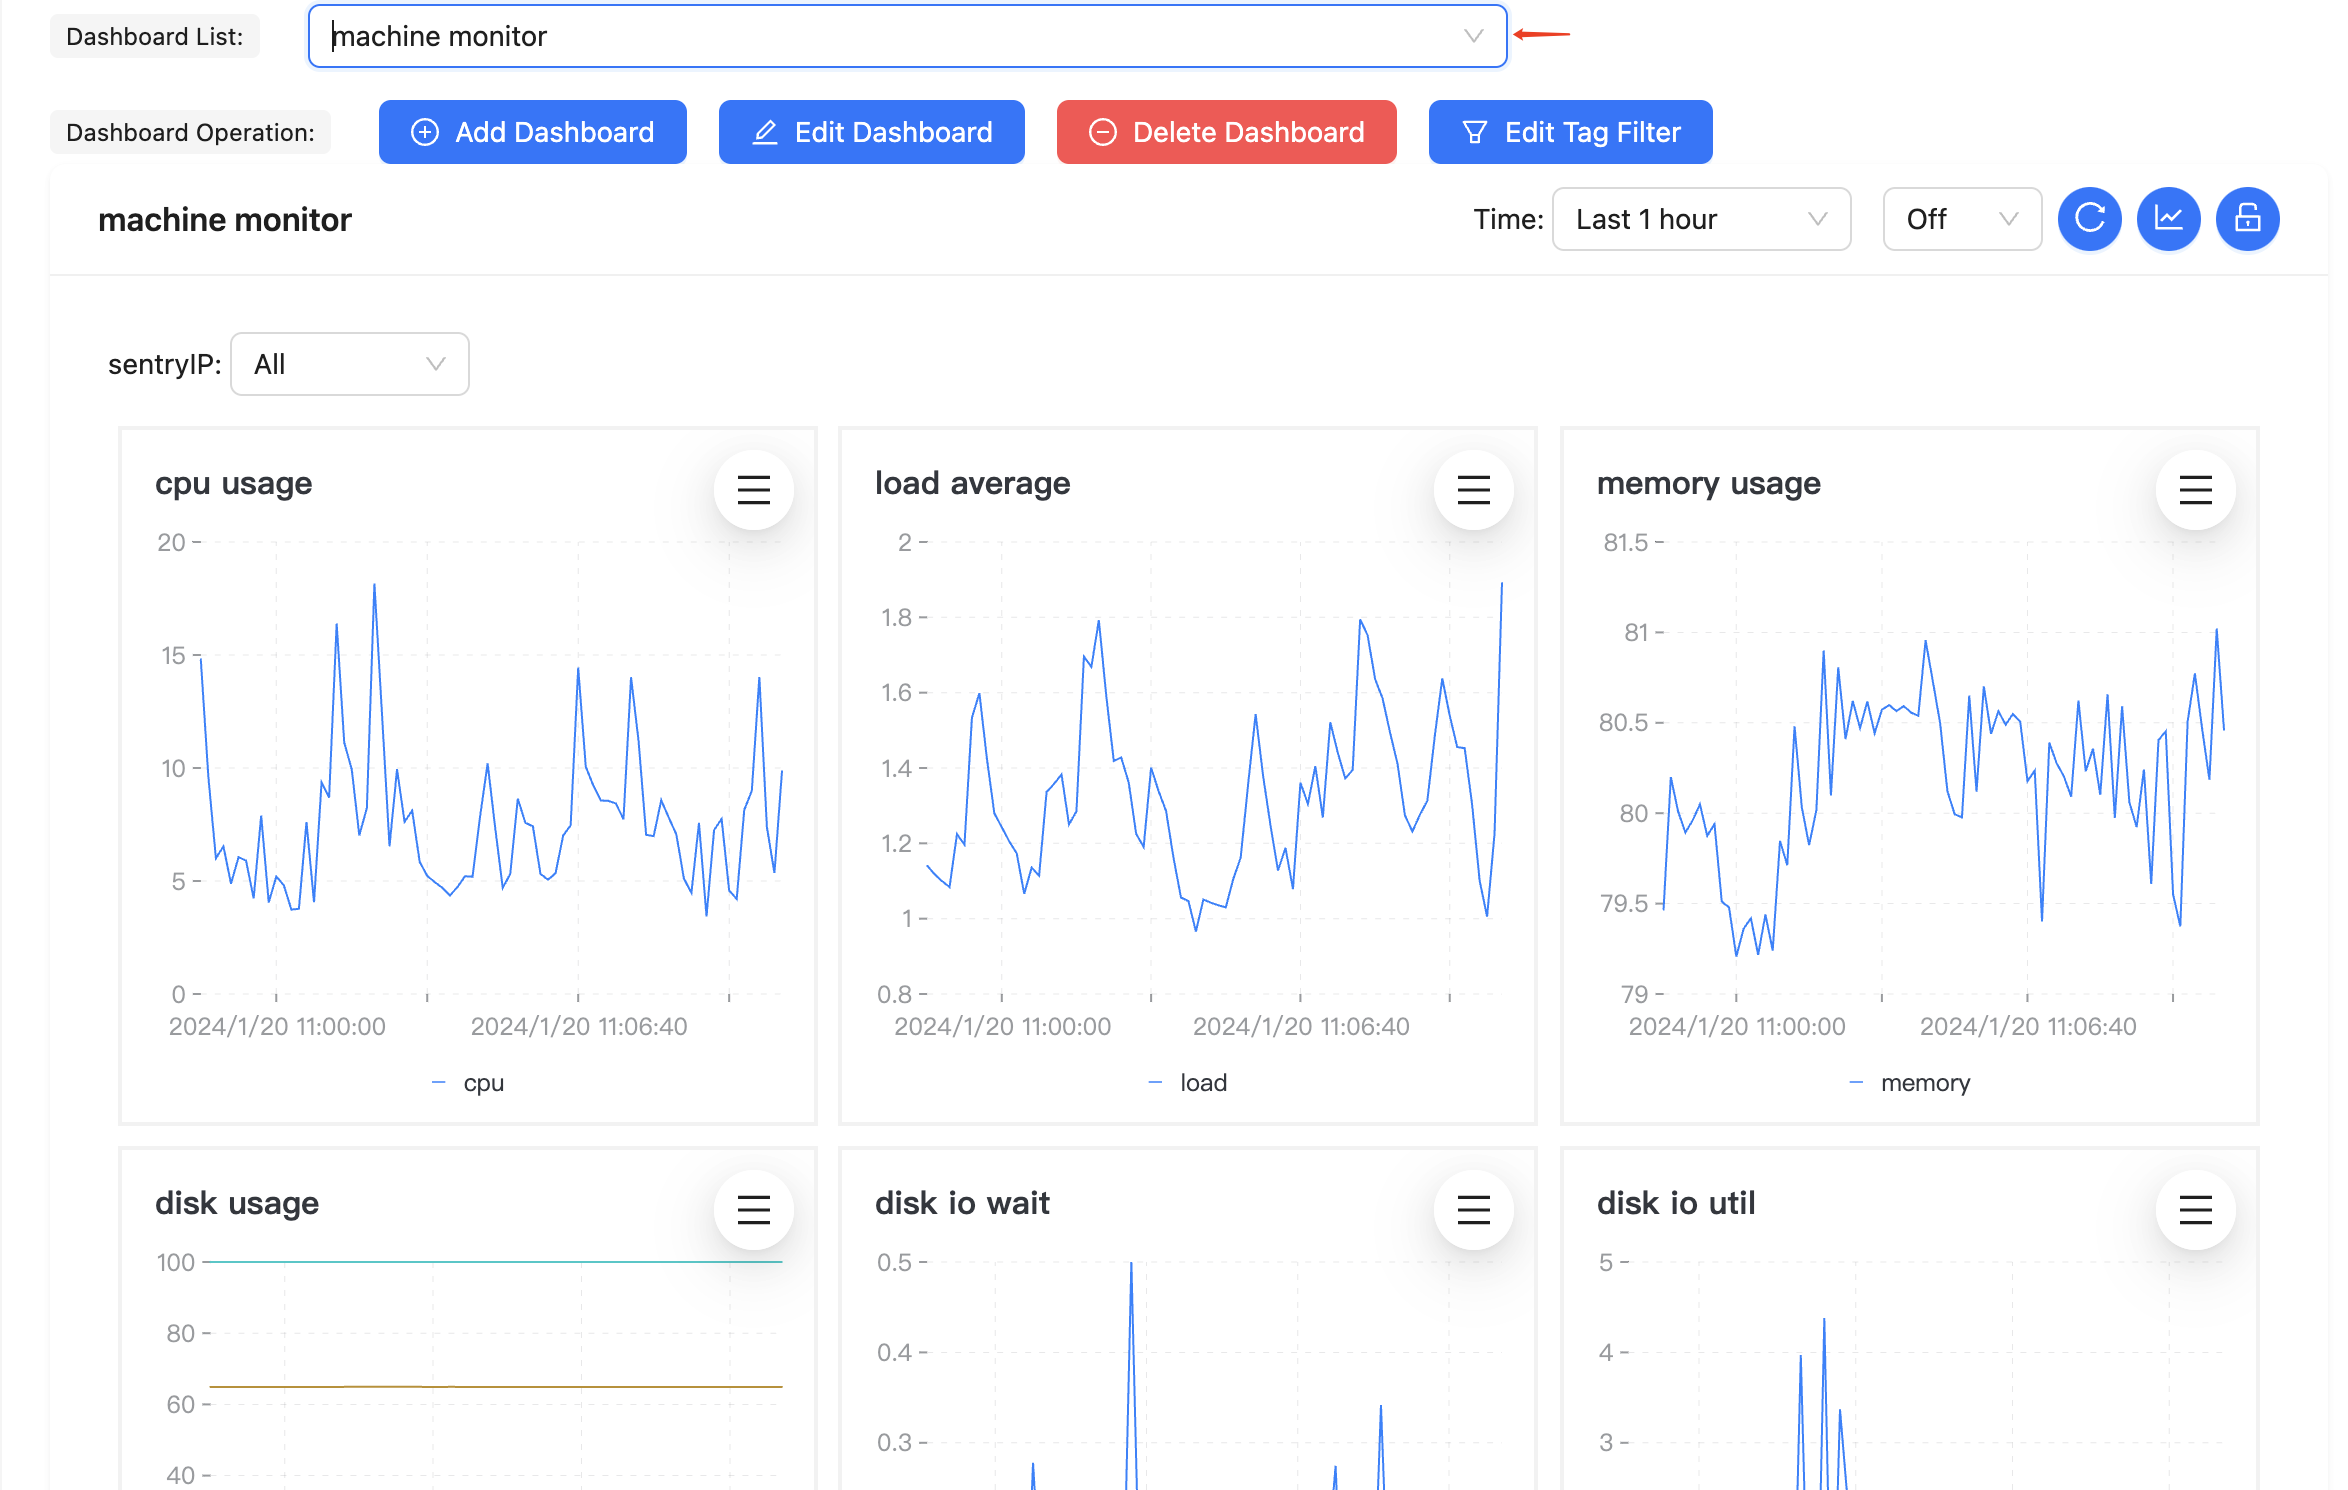 Dashboard List: machine monitor
Dashboard Operation: Add Dashboard Edit Dashboard Delete Dashboard Edit Tag Filter
machine monitor Time: Last 1 hour Off
sentryIP: All
cpu usage
20
15
10
5
0
2024/1/20 11:00:00 2024/1/20 11:06:40
cpu
load average
2
1.8
1.6
1.4
1.2
1
0.8
2024/1/20 11:00:00 2024/1/20 11:06:40
load
memory usage
81.5
81
80.5
80
79.5
79
2024/1/20 11:00:00 2024/1/20 11:06:40
memory
disk usage
100
80
60
40
disk io wait
0.5
0.4
0.3
disk io util
5
4
3